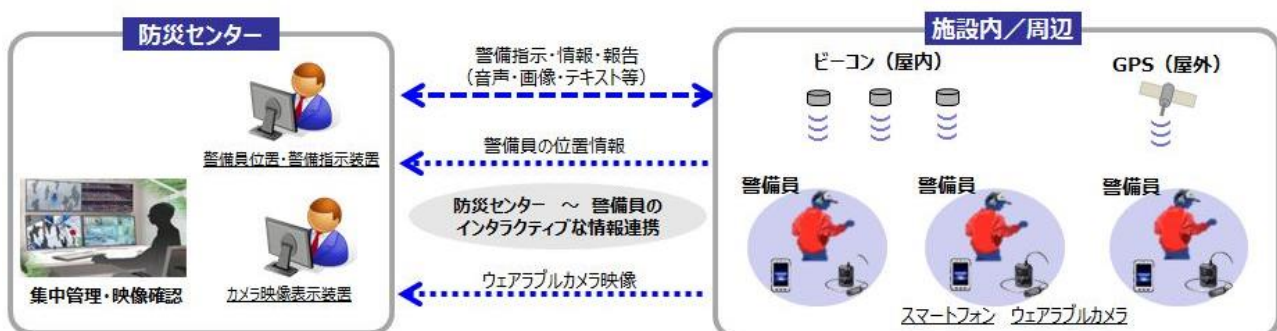 防災センター
警備員位置・警備指示装置
集中管理・映像確認
カメラ映像表示装置
警備指示・情報・報告
（音声・画像・テキスト等）
警備員の位置情報
防災センター　～　警備員の
インタラクティブな情報連携
ウェアラブルカメラ映像
施設内／周辺
ビーコン（屋内）
GPS（屋外）
警備員
警備員
警備員
スマートフォン　ウェアラブルカメラ